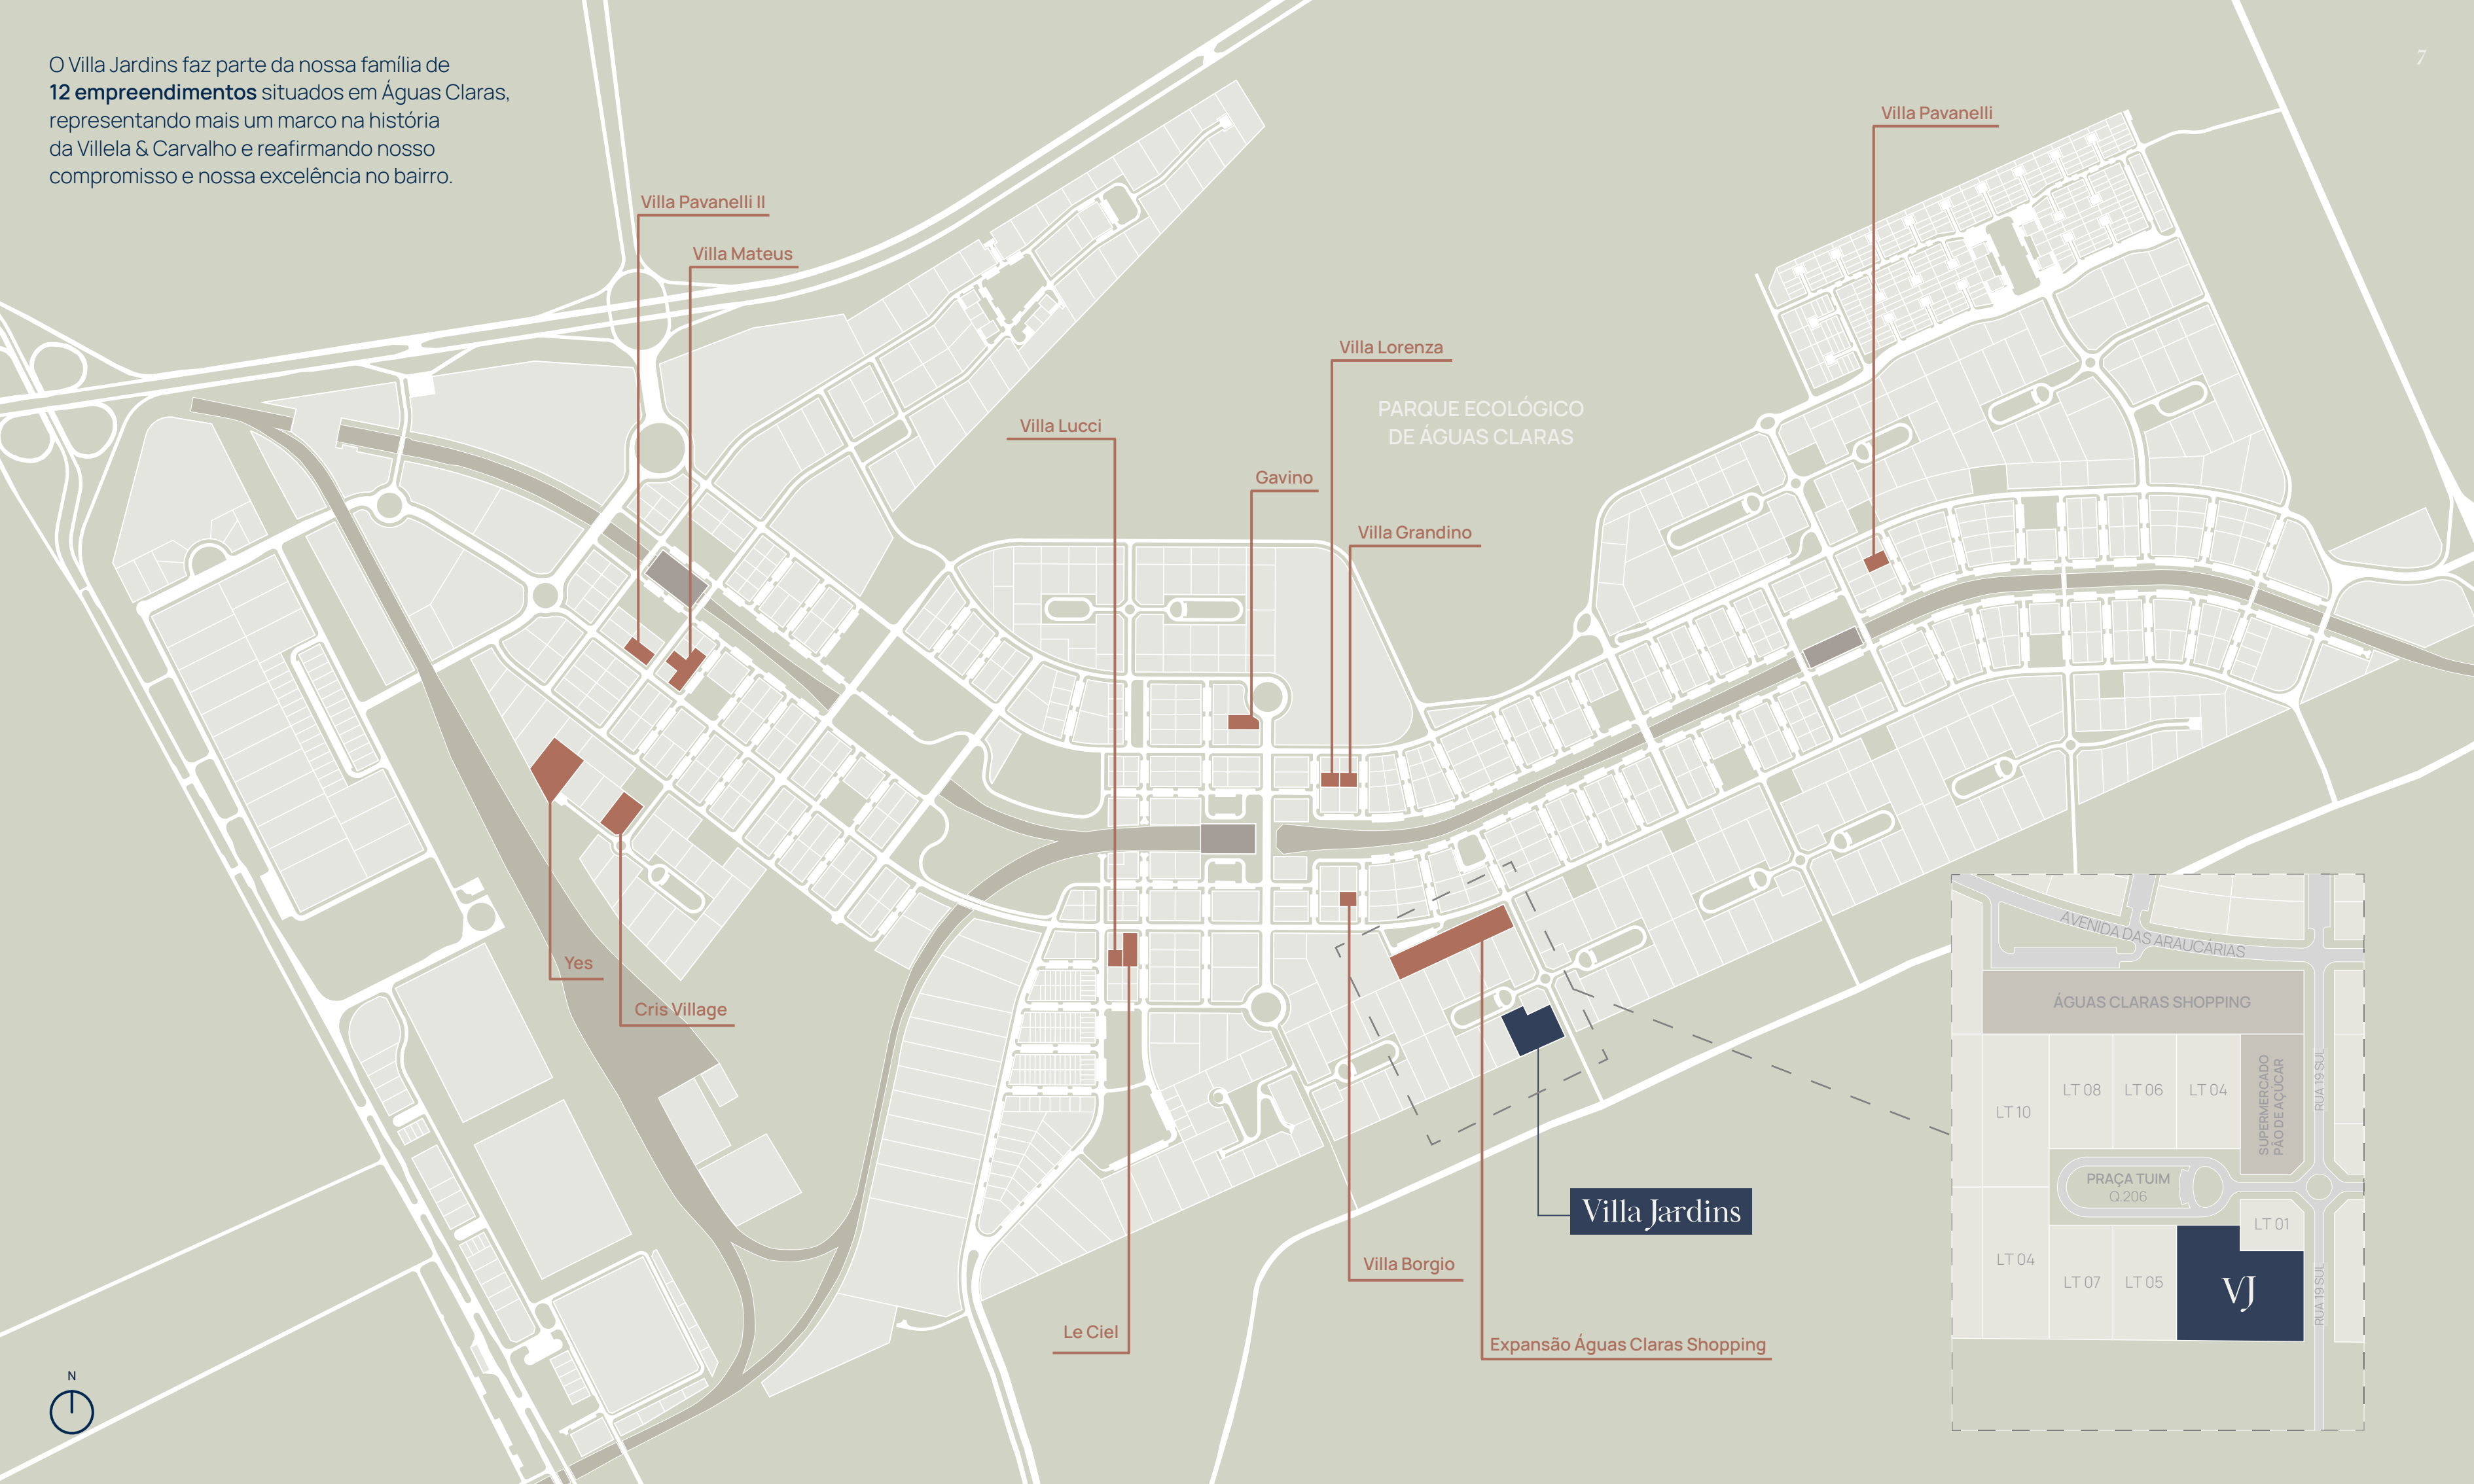 7
O Villa Jardins faz parte da nossa família de
12 empreendimentos situados em Águas Claras,
representando mais um marco na história
da Villela & Carvalho e reafirmando nosso
compromisso e nossa excelência no bairro.
Villa Pavanelli
Villa Pavanelli II
Villa Mateus
Villa Lorenza
PARQUE ECOLÓGICO
DE ÁGUAS CLARAS
Villa Lucci
Gavino
Villa Grandino
Yes
Cris Village
Villa Jardins
Villa Borgio
Le Ciel
Expansão Águas Claras Shopping
AVENIDA DAS ARAUCÁRIAS
ÁGUAS CLARAS SHOPPING
LT 10
LT 08
LT 06
LT 04
SUPERMERCADO
PÃO DE AÇÚCAR
RUA 19 SUL
PRAÇA TUIM
Q.206
LT 01
LT 04
LT 07
LT 05
VJ
RUA 19 SUL
N